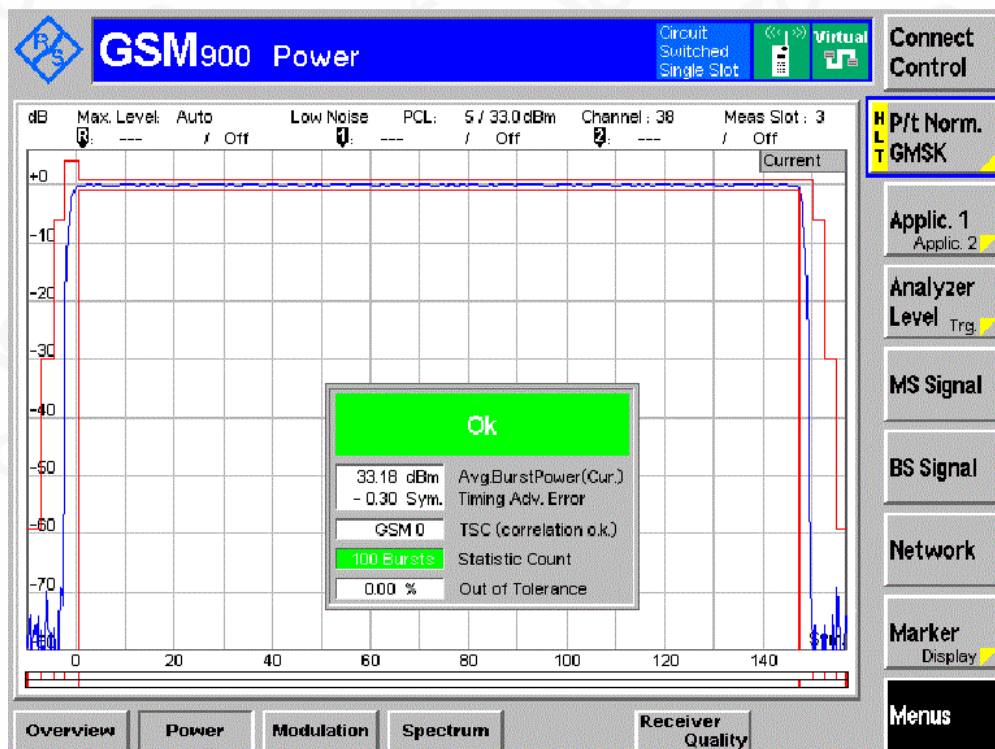 R/S
GSM900 Power
Circuit
Switched
Single Slot
Virtual
Connect
Control
dB Max. Level: Auto Low Noise PCL: 5 / 33.0 dBm Channel : 38 Meas Slot : 3
R: --- / Off 1: --- / Off 2: --- / Off
Current
+0
-10
-20
-30
-40
-50
-60
-70
0 20 40 60 80 100 120 140
Ok
33.18 dBm Avg.BurstPower(Cur.)
- 0.30 Sym. Timing Adv. Error
GSM 0 TSC (correlation o.k.)
100 Bursts Statistic Count
0.00 % Out of Tolerance
HLT
P/t Norm.
GMSK
Applic. 1
Applic. 2
Analyzer
Level Trg.
MS Signal
BS Signal
Network
Marker
Display
Menus
Overview
Power
Modulation
Spectrum
Receiver
Quality